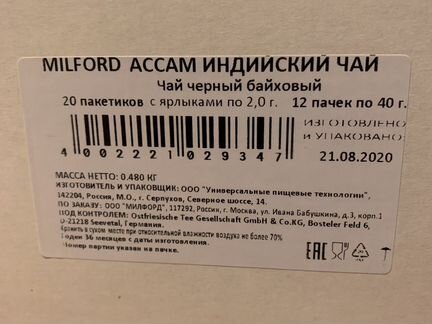 MILFORD АССАМ ИНДИЙСКИЙ ЧАЙ
Чай черный байховый
20 пакетиков с ярлыками по 2,0 г. 12 пачек по 40 г.
ИЗГОТОВЛЕНО
И УПАКОВАНО
21.08.2020
4002221029347
МАССА НЕТТО: 0.480 КГ
ИЗГОТОВИТЕЛЬ И УПАКОВЩИК: ООО "Универсальные пищевые технологии",
142204, Россия, М.О., г. Серпухов, Северное шоссе, 14.
ПО ЗАКАЗУ: ООО "МИЛФОРД", 117292, Россия, г. Москва, ул. Ивана Бабушкина, д.3, корп.1
ПОД КОНТРОЛЕМ: Ostfriesische Tee Gesellschaft GmbH & Co.KG, Bosteler Feld 6,
D-21218 Seevetal, Германия.
Хранить в сухом месте при относительной влажности воздуха не более 70%
Годен 36 месяцев с даты изготовления.
Номер партии указан на пачке.
EAC